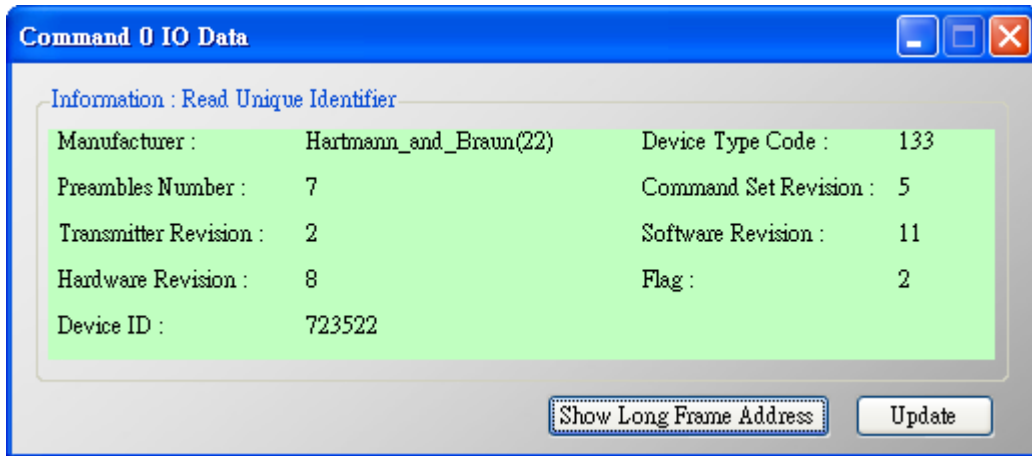 Command 0 IO Data
Information : Read Unique Identifier
Manufacturer : Hartmann_and_Braun(22) Device Type Code : 133
Preambles Number : 7 Command Set Revision : 5
Transmitter Revision : 2 Software Revision : 11
Hardware Revision : 8 Flag : 2
Device ID : 723522
Show Long Frame Address Update